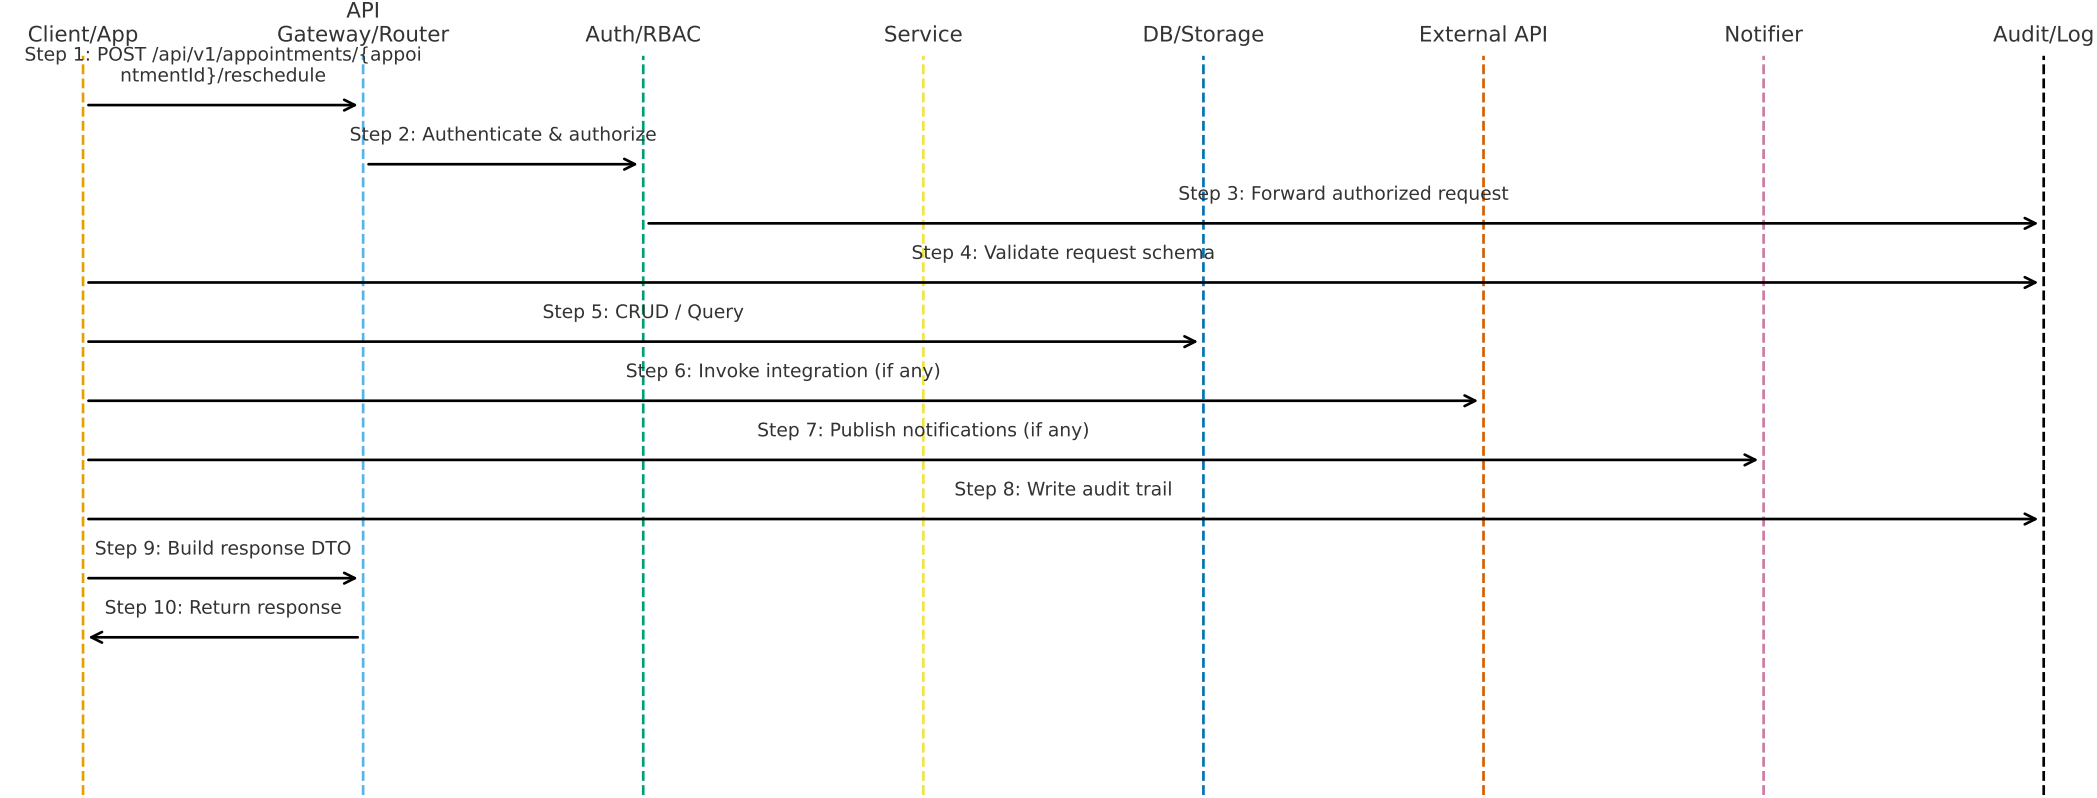 API
Client/App
Gateway/Router
Auth/RBAC
Service
DB/Storage
External API
Notifier
Audit/Log
Step 1: POST /api/v1/appointments/{appoi
ntmentId}/reschedule
Step 2: Authenticate & authorize
Step 3: Forward authorized request
Step 4: Validate request schema
Step 5: CRUD / Query
Step 6: Invoke integration (if any)
Step 7: Publish notifications (if any)
Step 8: Write audit trail
Step 9: Build response DTO
Step 10: Return response